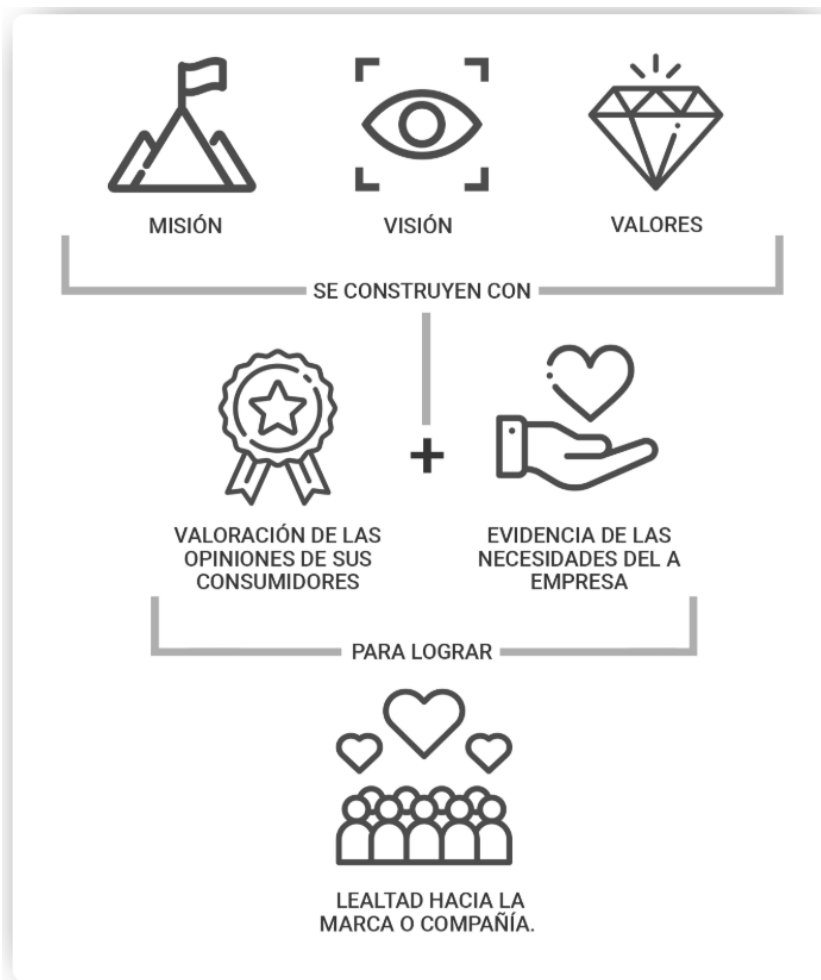 MISIÓN
VISIÓN
VALORES
SE CONSTRUYEN CON
+
VALORACIÓN DE LAS
OPINIONES DE SUS
CONSUMIDORES
EVIDENCIA DE LAS
NECESIDADES DEL A
EMPRESA
PARA LOGRAR
LEALTAD HACIA LA
MARCA O COMPAÑÍA.